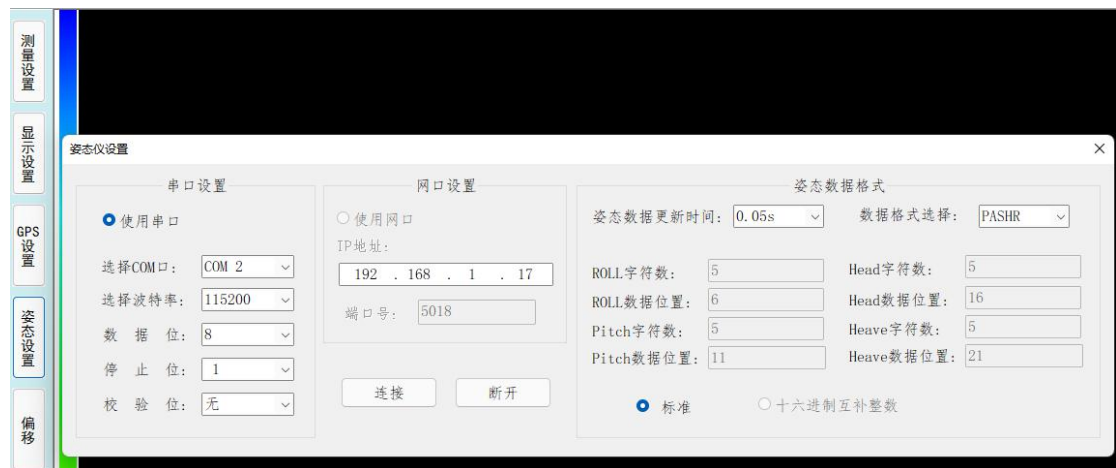 测量设置
显示设置
GPS设置
姿态设置
偏移
姿态仪设置
串口设置
使用串口
选择COM口: COM 2
选择波特率: 115200
数 据 位: 8
停 止 位: 1
校 验 位: 无
网口设置
使用网口
IP地址:
192 . 168 . 1 . 17
端口号: 5018
连接 断开
姿态数据格式
姿态数据更新时间: 0.05s 数据格式选择: PASHR
ROLL字符数: 5 Head字符数: 5
ROLL数据位置: 6 Head数据位置: 16
Pitch字符数: 5 Heave字符数: 5
Pitch数据位置: 11 Heave数据位置: 21
标准 十六进制互补整数